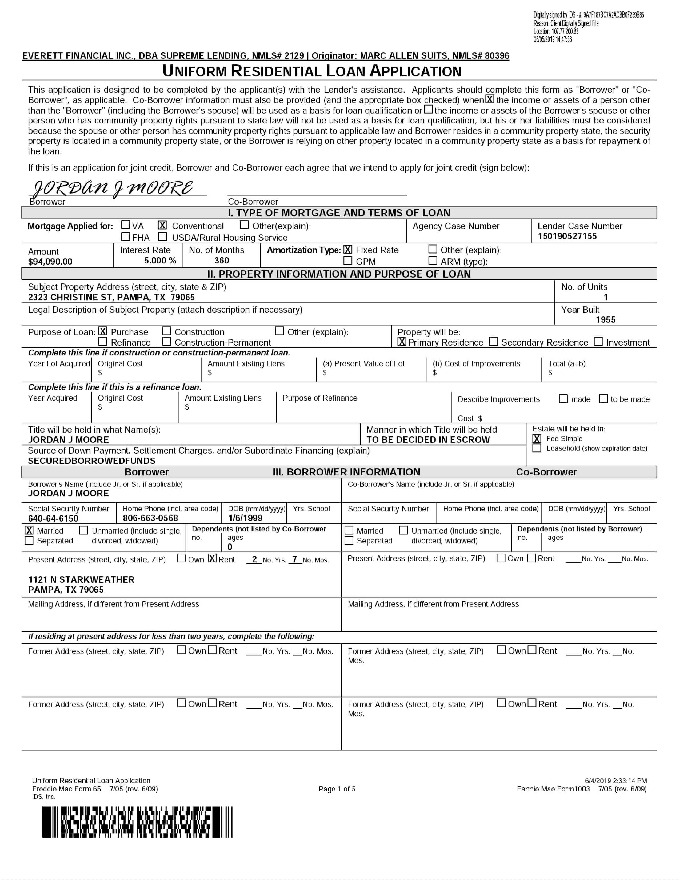 EVERETT FINANCIAL INC., DBA SUPREME LENDING, NMLS# 2129 | Originator: MARC ALLEN SUITS, NMLS# 80396
UNIFORM RESIDENTIAL LOAN APPLICATION
This application is designed to be completed by the applicant(s) with the Lender's assistance. Applicants should complete this form as "Borrower" or "Co-
Borrower", as applicable. Co-Borrower information must also be provided (and the appropriate box checked) when X the income or assets of a person other
than the "Borrower" (including the Borrower's spouse) will be used as a basis for loan qualification or the income or assets of the Borrower's spouse or other
person who has community property rights pursuant to state law will not be used as a basis for loan qualification, but his or her liabilities must be considered
because the spouse or other person has community property rights pursuant to applicable law and Borrower resides in a community property state, the security
property is located in a community property state, or the Borrower is relying on other property located in a community property state as a basis for repayment of
the loan.
If this is an application for joint credit, Borrower and Co-Borrower each agree that we intend to apply for joint credit (sign below):
JORDAN J MOORE
Borrower Co-Borrower
I. TYPE OF MORTGAGE AND TERMS OF LOAN
Mortgage Applied for: VA X Conventional Other(explain): Agency Case Number Lender Case Number
FHA USDA/Rural Housing Service 150190527155
Amount Interest Rate No. of Months Amortization Type: X Fixed Rate Other (explain):
$94,090.00 5.000 % 360 GPM ARM (type):
II. PROPERTY INFORMATION AND PURPOSE OF LOAN
Subject Property Address (street, city, state & ZIP) No. of Units
2323 CHRISTINE ST, PAMPA, TX 79065 1
Legal Description of Subject Property (attach description if necessary) Year Built
1955
Purpose of Loan: X Purchase Construction Other (explain): Property will be:
Refinance Construction-Permanent X Primary Residence Secondary Residence Investment
Complete this line if construction or construction-permanent loan.
Year Lot Acquired Original Cost Amount Existing Liens (a) Present Value of Lot (b) Cost of Improvements Total (a+b)
$ $ $ $ $
Complete this line if this is a refinance loan.
Year Acquired Original Cost Amount Existing Liens Purpose of Refinance Describe Improvements made to be made
$ $
Cost $
Title will be held in what Name(s): Manner in which Title will be held Estate will be held in:
JORDAN J MOORE TO BE DECIDED IN ESCROW X Fee Simple
Source of Down Payment, Settlement Charges, and/or Subordinate Financing (explain) Leasehold (show expiration date)
SECUREDBORROWEDFUNDS
Borrower III. BORROWER INFORMATION Co-Borrower
Borrower's Name (include Jr. or Sr. if applicable) Co-Borrower's Name (include Jr. or Sr. if applicable)
JORDAN J MOORE
Social Security Number Home Phone (incl. area code) DOB (mm/dd/yyyy) Yrs. School Social Security Number Home Phone (incl. area code) DOB (mm/dd/yyyy) Yrs. School
640-64-6150 806-663-0568 1/6/1999
X Married Unmarried (include single, Dependents (not listed by Co-Borrower) Married Unmarried (include single, Dependents (not listed by Borrower)
Separated divorced, widowed) no. ages Separated divorced, widowed) no. ages
0
Present Address (street, city, state, ZIP) Own X Rent 2 No. Yrs. 7 No. Mos. Present Address (street, city, state, ZIP) Own Rent No. Yrs. No. Mos.
1121 N STARKWEATHER
PAMPA, TX 79065
Mailing Address, if different from Present Address Mailing Address, if different from Present Address
If residing at present address for less than two years, complete the following:
Former Address (street, city, state, ZIP) Own Rent No. Yrs. No. Mos. Former Address (street, city, state, ZIP) Own Rent No. Yrs. No.
Mos.
Former Address (street, city, state, ZIP) Own Rent No. Yrs. No. Mos. Former Address (street, city, state, ZIP) Own Rent No. Yrs. No.
Mos.
Uniform Residential Loan Application 6/4/2019 2:33:14 PM
Freddie Mac Form 65 7/05 (rev. 6/09) Page 1 of 5 Fannie Mae Form 1003 7/05 (rev. 6/09)
IDS, Inc.